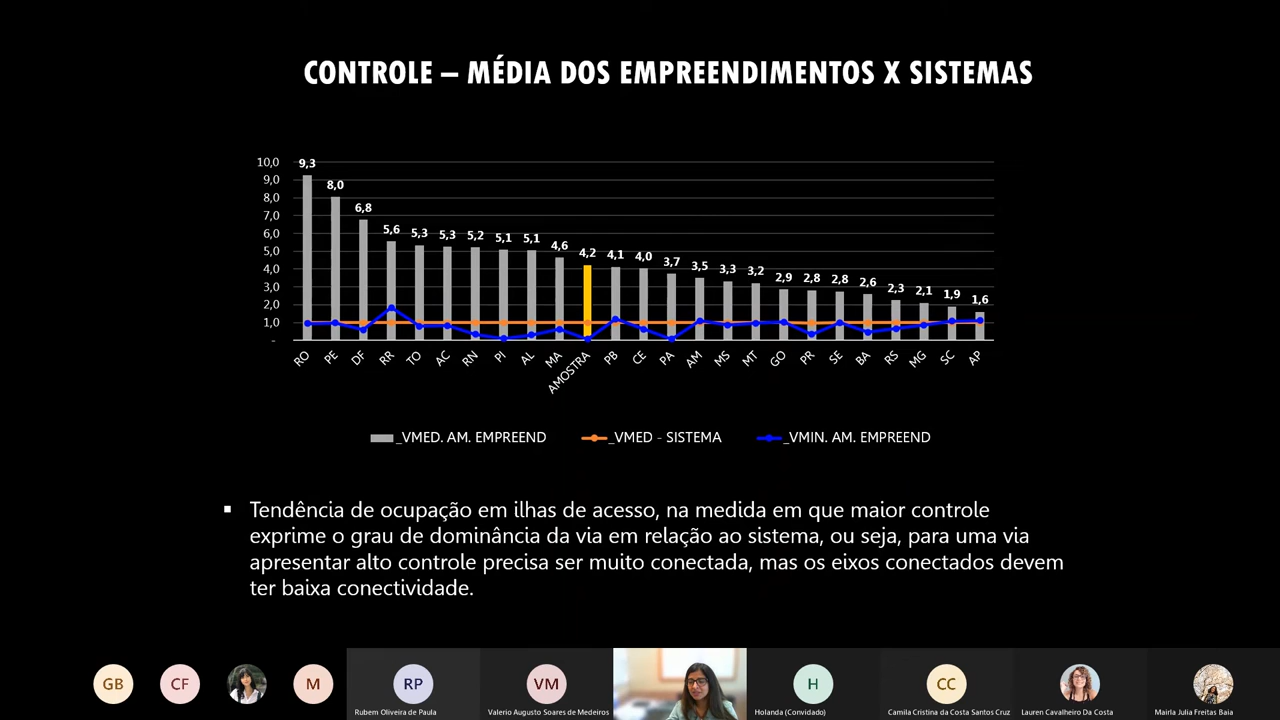 CONTROLE – MÉDIA DOS EMPREENDIMENTOS X SISTEMAS
10,0
9,0
8,0
7,0
6,0
5,0
4,0
3,0
2,0
1,0
-
9,3
8,0
6,8
5,6
5,3
5,3
5,2
5,1
5,1
4,6
4,2
4,1
4,0
3,7
3,5
3,3
3,2
2,9
2,8
2,8
2,6
2,3
2,1
1,9
1,6
RO
PE
DF
RR
TO
AC
RN
PI
AL
MA
AMOSTRA
PB
CE
PA
AM
MS
MT
GO
PR
SE
BA
RS
MG
SC
AP
_VMED. AM. EMPREEND
_VMED - SISTEMA
_VMIN. AM. EMPREEND
▪ Tendência de ocupação em ilhas de acesso, na medida em que maior controle
exprime o grau de dominância da via em relação ao sistema, ou seja, para uma via
apresentar alto controle precisa ser muito conectada, mas os eixos conectados devem
ter baixa conectividade.
GB
CF
M
RP
VM
H
CC
Rubem Oliveira de Paula
Valerio Augusto Soares de Medeiros
Holanda (Convidado)
Camila Cristina da Costa Santos Cruz
Lauren Cavalheiro Da Costa
Mairla Julia Freitas Baia